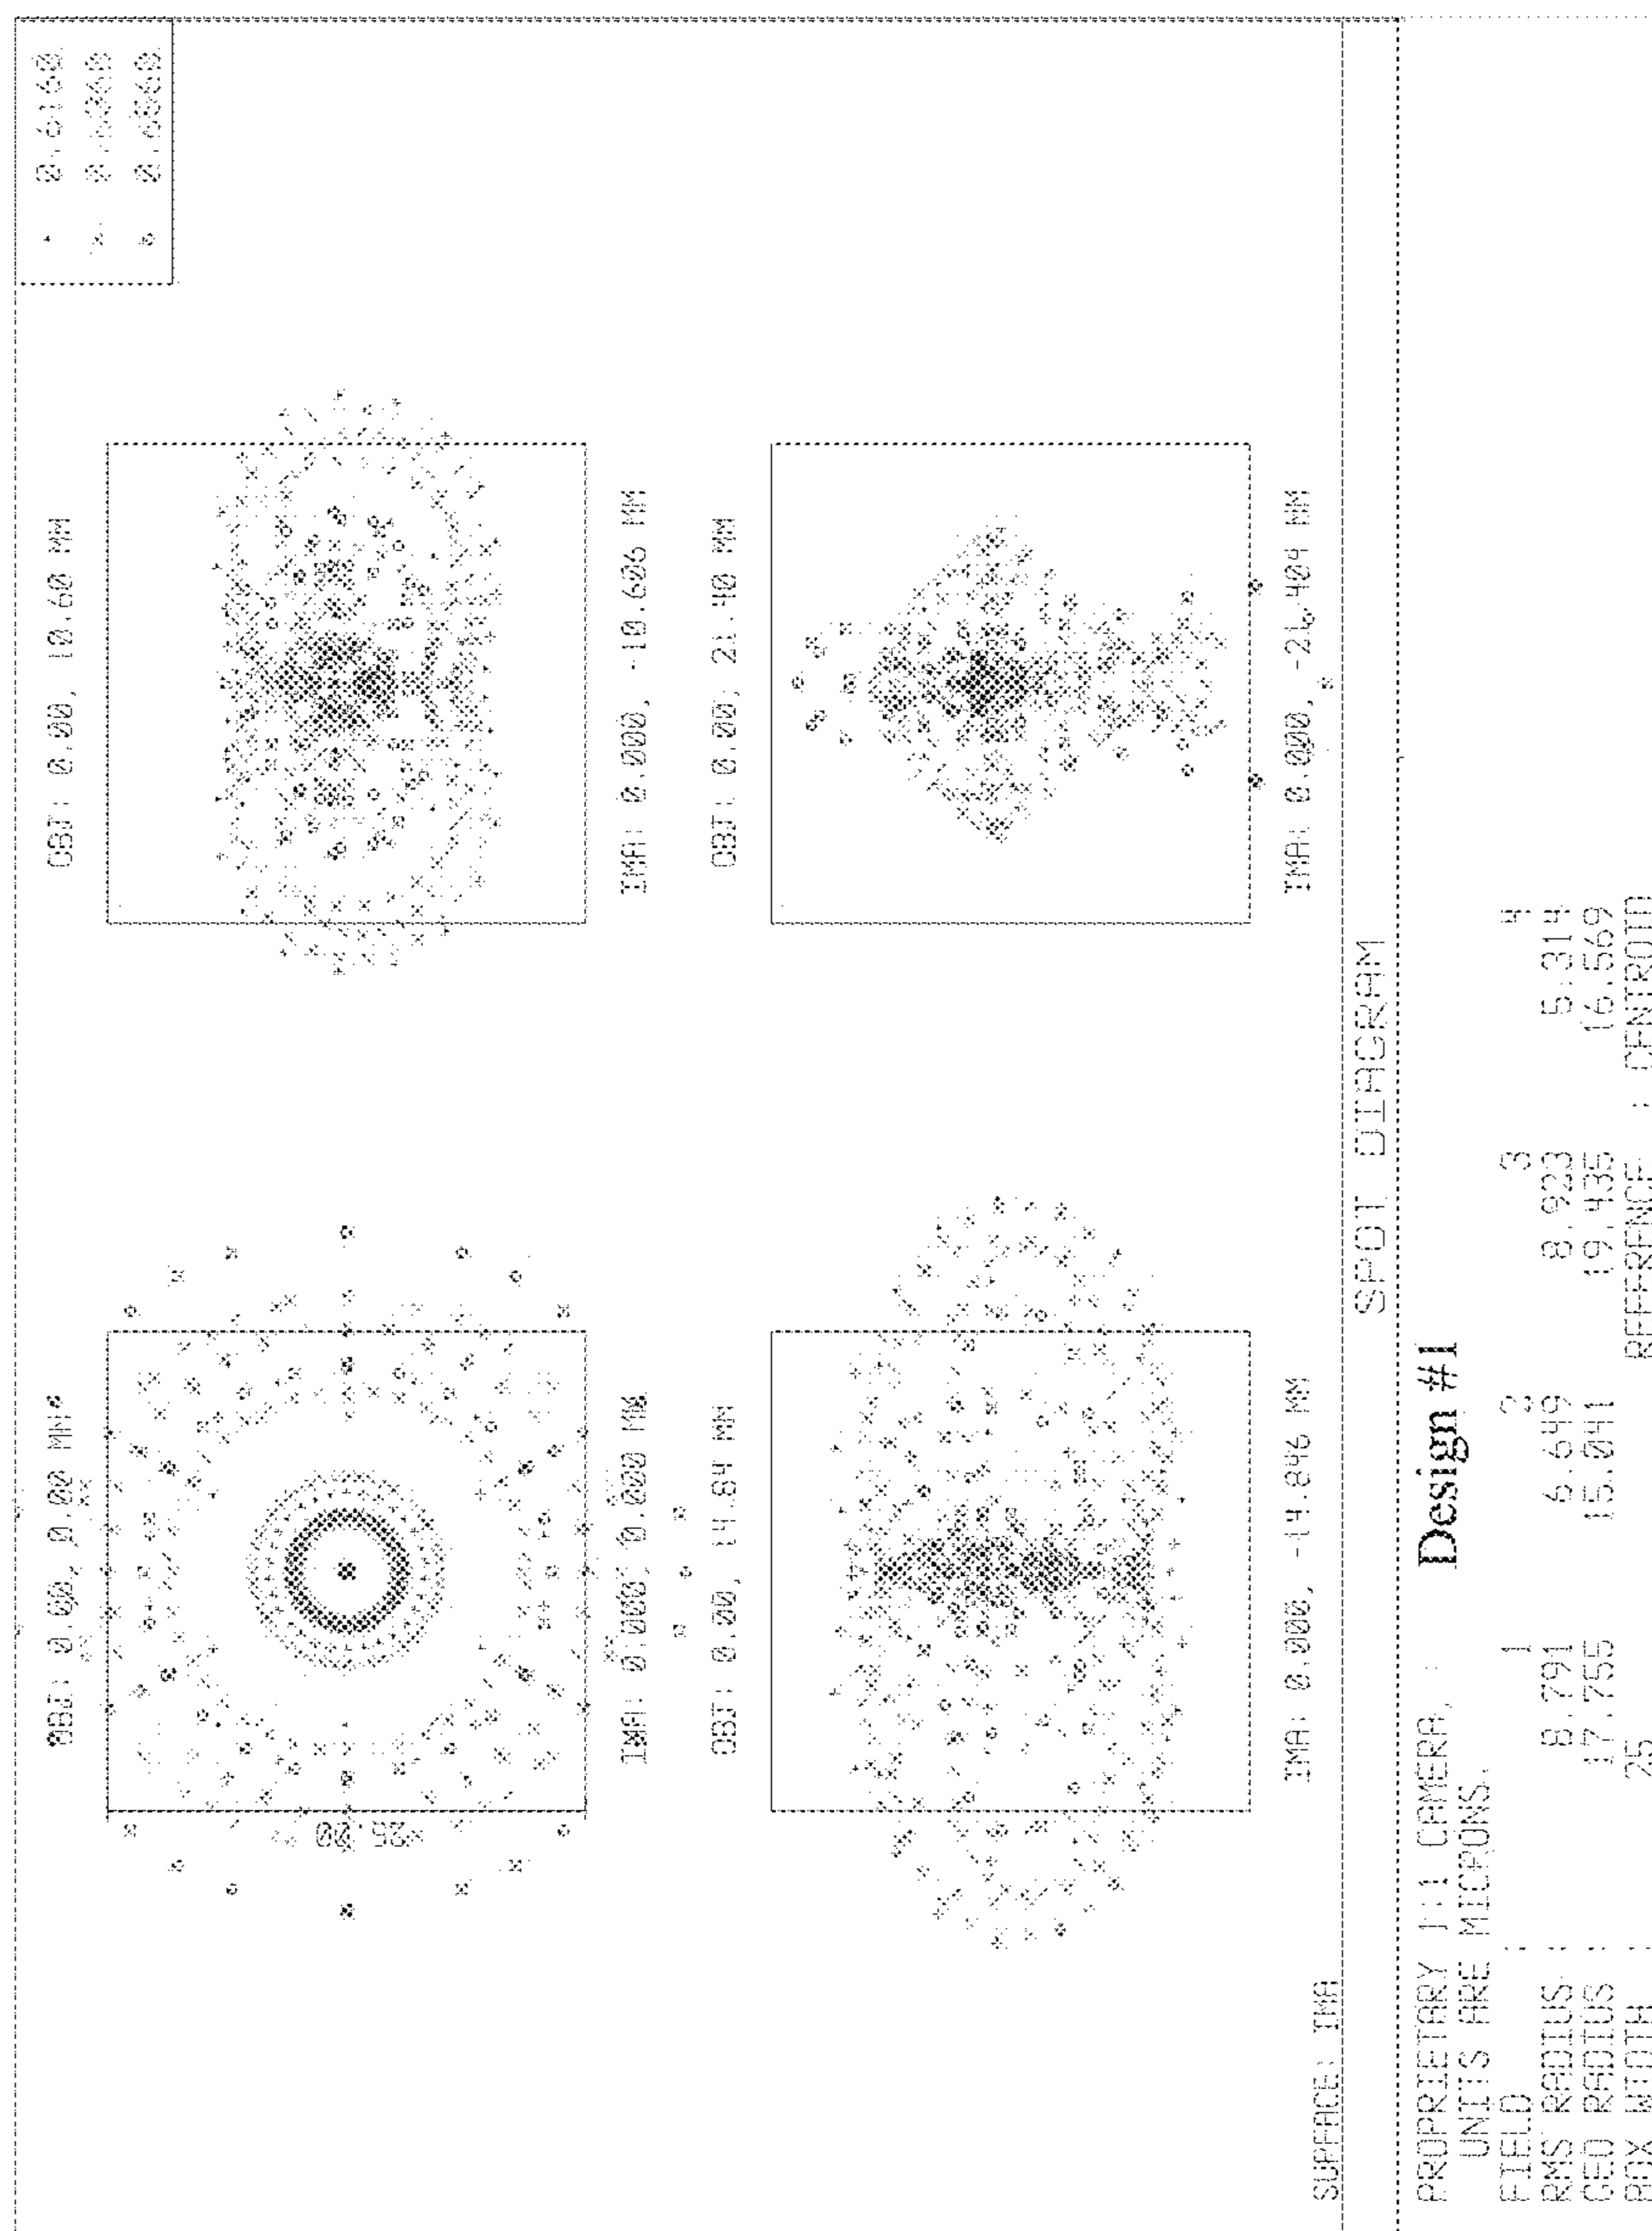 OBJ: 0.00, 0.00 MM
OBJ: 0.00, 10.60 MM
0.6160
0.6360
0.6560
25.00
IMA: 0.000, 0.000 MM
IMA: 0.000, -10.606 MM
OBJ: 0.00, 14.84 MM
OBJ: 0.00, 21.40 MM
IMA: 0.000, -14.846 MM
IMA: 0.000, -21.404 MM
SURFACE: IMA
SPOT DIAGRAM
PROPRIETARY 1:1 CAMERA. : Design #1
UNITS ARE MICRONS.
FIELD : 1 2 3 4
RMS RADIUS : 8.791 6.649 8.923 5.314
GEO RADIUS : 17.755 15.041 19.435 16.569
BOX WIDTH : 25 REFERENCE : CENTROID